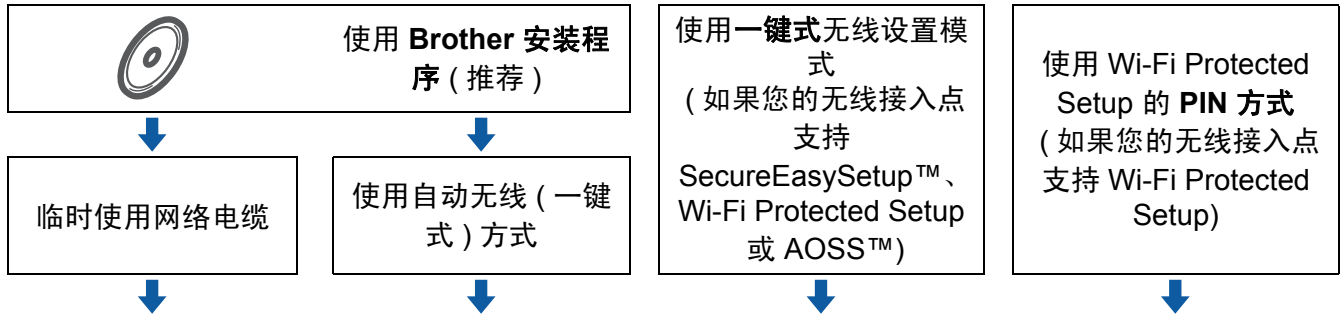 使用 Brother 安装程
序 ( 推荐 )
临时使用网络电缆
使用自动无线 ( 一键
式 ) 方式
使用一键式无线设置模
式
( 如果您的无线接入点
支持
SecureEasySetup™、
Wi-Fi Protected Setup
或 AOSS™)
使用 Wi-Fi Protected
Setup 的 PIN 方式
( 如果您的无线接入点
支持 Wi-Fi Protected
Setup)